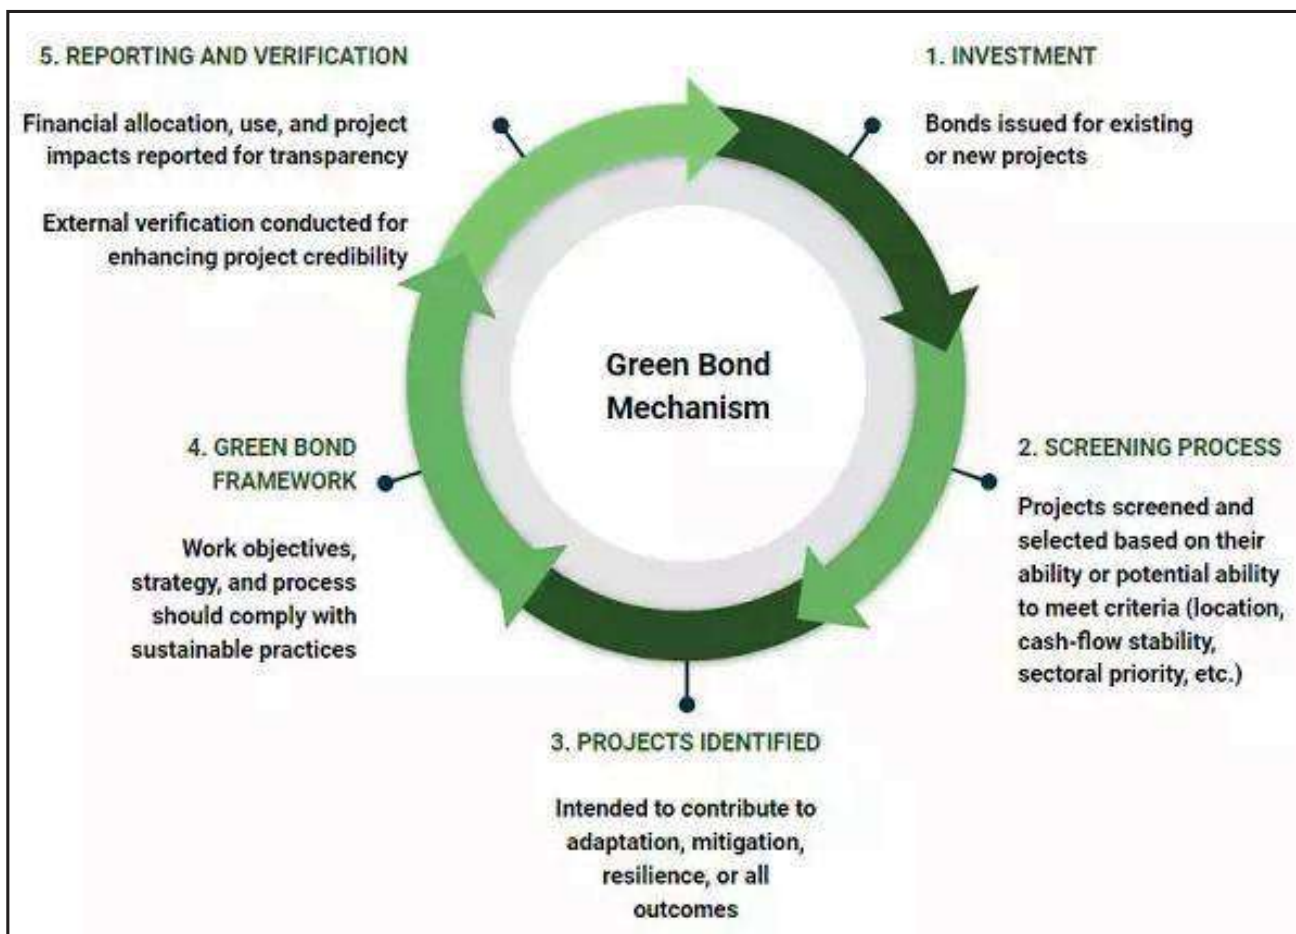 5. REPORTING AND VERIFICATION
Financial allocation, use, and project
impacts reported for transparency
External verification conducted for
enhancing project credibility
1. INVESTMENT
Bonds issued for existing
or new projects
Green Bond
Mechanism
2. SCREENING PROCESS
Projects screened and
selected based on their
ability or potential ability
to meet criteria (location,
cash-flow stability,
sectoral priority, etc.)
4. GREEN BOND
FRAMEWORK
Work objectives,
strategy, and process
should comply with
sustainable practices
3. PROJECTS IDENTIFIED
Intended to contribute to
adaptation, mitigation,
resilience, or all
outcomes